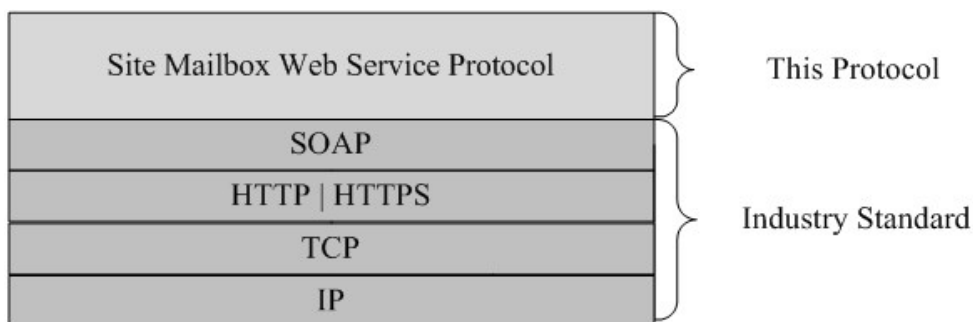 Site Mailbox Web Service Protocol
This Protocol
SOAP
HTTP | HTTPS
Industry Standard
TCP
IP